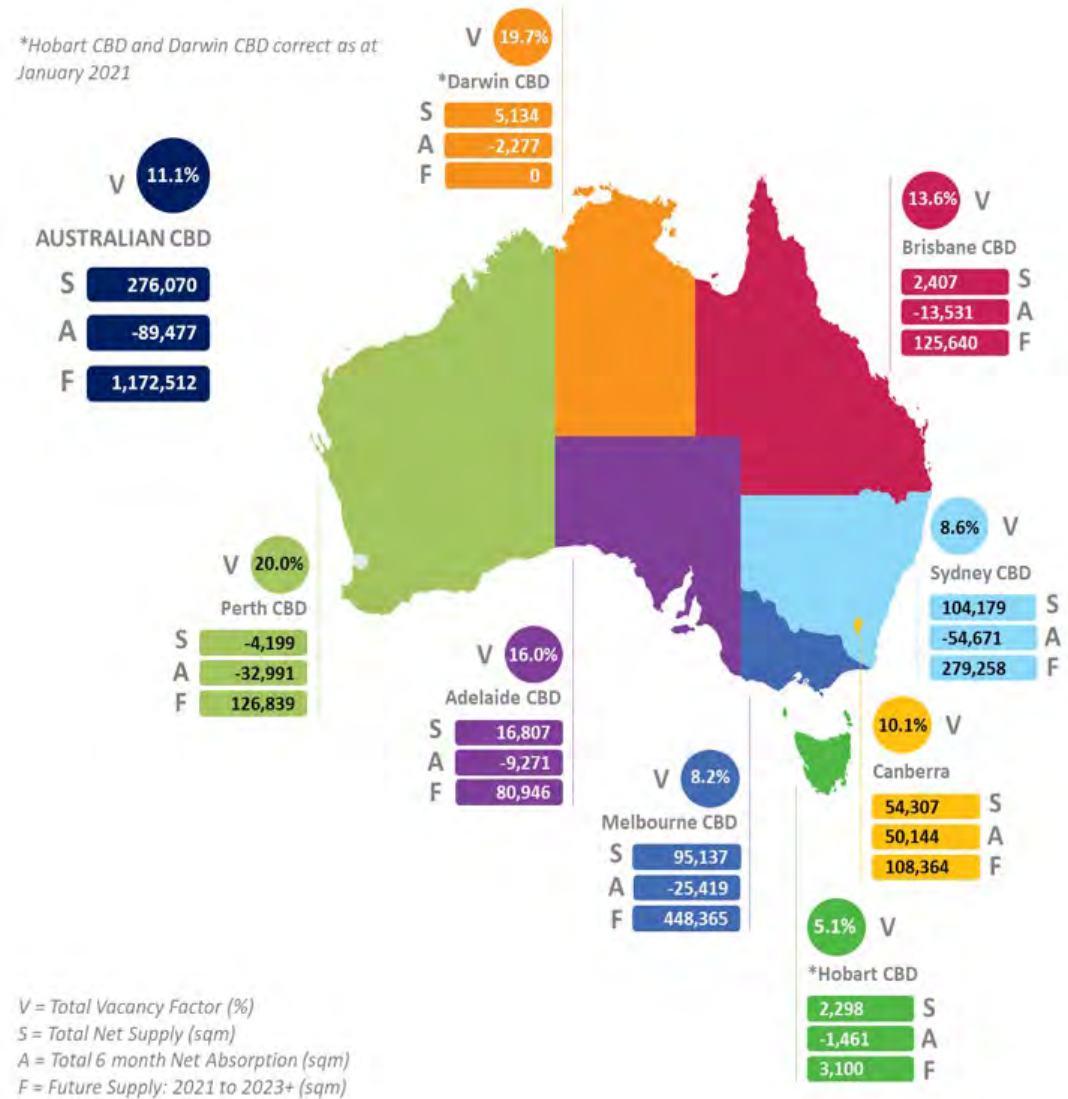 *Hobart CBD and Darwin CBD correct as at
January 2021
V 11.1%
AUSTRALIAN CBD
S 276,070
A -89,477
F 1,172,512
V 19.7%
*Darwin CBD
S 5,134
A -2,277
F 0
13.6% V
Brisbane CBD
2,407 S
-13,531 A
125,640 F
8.6% V
Sydney CBD
104,179 S
-54,671 A
279,258 F
V 20.0%
Perth CBD
S -4,199
A -32,991
F 126,839
V 16.0%
Adelaide CBD
S 16,807
A -9,271
F 80,946
V 8.2%
Melbourne CBD
S 95,137
A -25,419
F 448,365
10.1% V
Canberra
54,307 S
50,144 A
108,364 F
5.1% V
*Hobart CBD
2,298 S
-1,461 A
3,100 F
V = Total Vacancy Factor (%)
S = Total Net Supply (sqm)
A = Total 6 month Net Absorption (sqm)
F = Future Supply: 2021 to 2023+ (sqm)